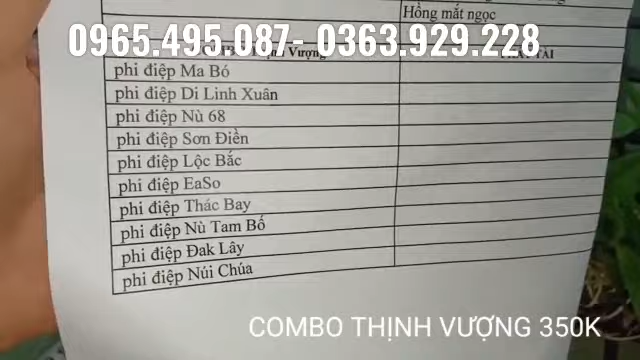 Hồng mắt ngọc
0965.495.087- 0363.929.228
Vượng
phi điệp Ma Bó
phi điệp Di Linh Xuân
phi điệp Nù 68
phi điệp Sơn Điền
phi điệp Lộc Bắc
phi điệp EaSo
phi điệp Thác Bay
phi điệp Nù Tam Bố
phi điệp Đak Lây
phi điệp Núi Chúa
COMBO THỊNH VƯỢNG 350K